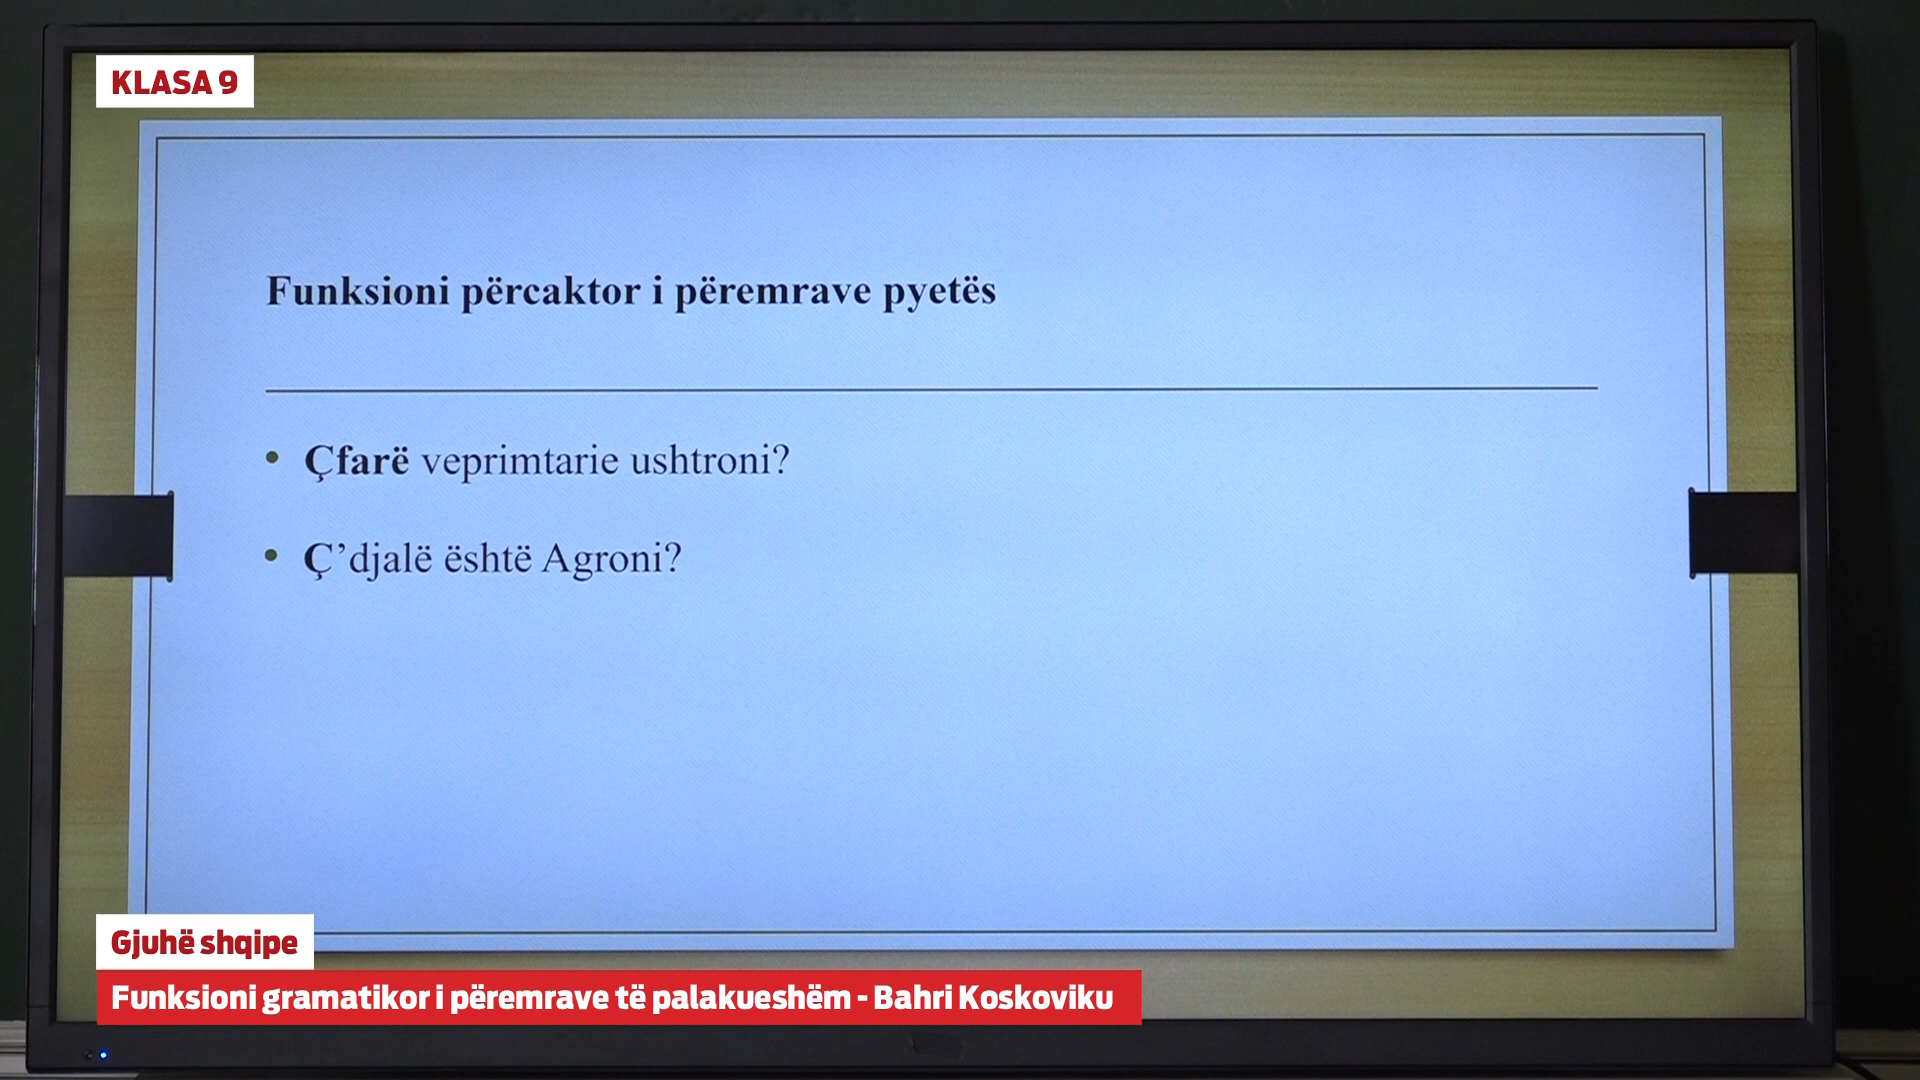 KLASA 9
Funksioni përcaktor i përemrave pyetës
• Çfarë veprimtarie ushtroni?
• Ç’djalë është Agroni?
Gjuhë shqipe
Funksioni gramatikor i përemrave të palakueshëm - Bahri Koskoviku